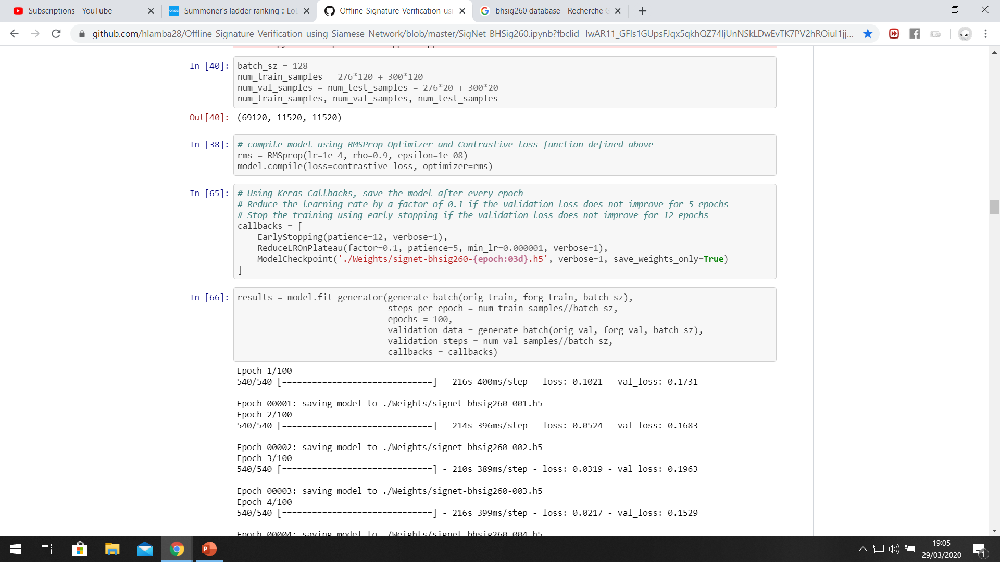 Subscriptions - YouTube
Summoner's ladder ranking :: Lol
Offline-Signature-Verification-usi
bhsig260 database - Recherche G
github.com/hlamba28/Offline-Signature-Verification-using-Siamese-Network/blob/master/SigNet-BHSig260.ipynb?fbclid=IwAR11_GFls1GUpsFJqx5qkhQZ74ljUnNSkLDwEvTK7PV2hROiuI1jj...
In [40]: batch_sz = 128
num_train_samples = 276*120 + 300*120
num_val_samples = num_test_samples = 276*20 + 300*20
num_train_samples, num_val_samples, num_test_samples
Out[40]: (69120, 11520, 11520)
In [38]: # compile model using RMSProp Optimizer and Contrastive loss function defined above
rms = RMSprop(lr=1e-4, rho=0.9, epsilon=1e-08)
model.compile(loss=contrastive_loss, optimizer=rms)
In [65]: # Using Keras Callbacks, save the model after every epoch
# Reduce the learning rate by a factor of 0.1 if the validation loss does not improve for 5 epochs
# Stop the training using early stopping if the validation loss does not improve for 12 epochs
callbacks = [
    EarlyStopping(patience=12, verbose=1),
    ReduceLROnPlateau(factor=0.1, patience=5, min_lr=0.000001, verbose=1),
    ModelCheckpoint('./Weights/signet-bhsig260-{epoch:03d}.h5', verbose=1, save_weights_only=True)
]
In [66]: results = model.fit_generator(generate_batch(orig_train, forg_train, batch_sz),
steps_per_epoch = num_train_samples//batch_sz,
epochs = 100,
validation_data = generate_batch(orig_val, forg_val, batch_sz),
validation_steps = num_val_samples//batch_sz,
callbacks = callbacks)
Epoch 1/100
540/540 [==============================] - 216s 400ms/step - loss: 0.1021 - val_loss: 0.1731
Epoch 00001: saving model to ./Weights/signet-bhsig260-001.h5
Epoch 2/100
540/540 [==============================] - 214s 396ms/step - loss: 0.0524 - val_loss: 0.1683
Epoch 00002: saving model to ./Weights/signet-bhsig260-002.h5
Epoch 3/100
540/540 [==============================] - 210s 389ms/step - loss: 0.0319 - val_loss: 0.1963
Epoch 00003: saving model to ./Weights/signet-bhsig260-003.h5
Epoch 4/100
540/540 [==============================] - 216s 399ms/step - loss: 0.0217 - val_loss: 0.1529
Epoch 00004: saving model to ./Weights/signet-bhsig260-004.h5
19:05
29/03/2020
1